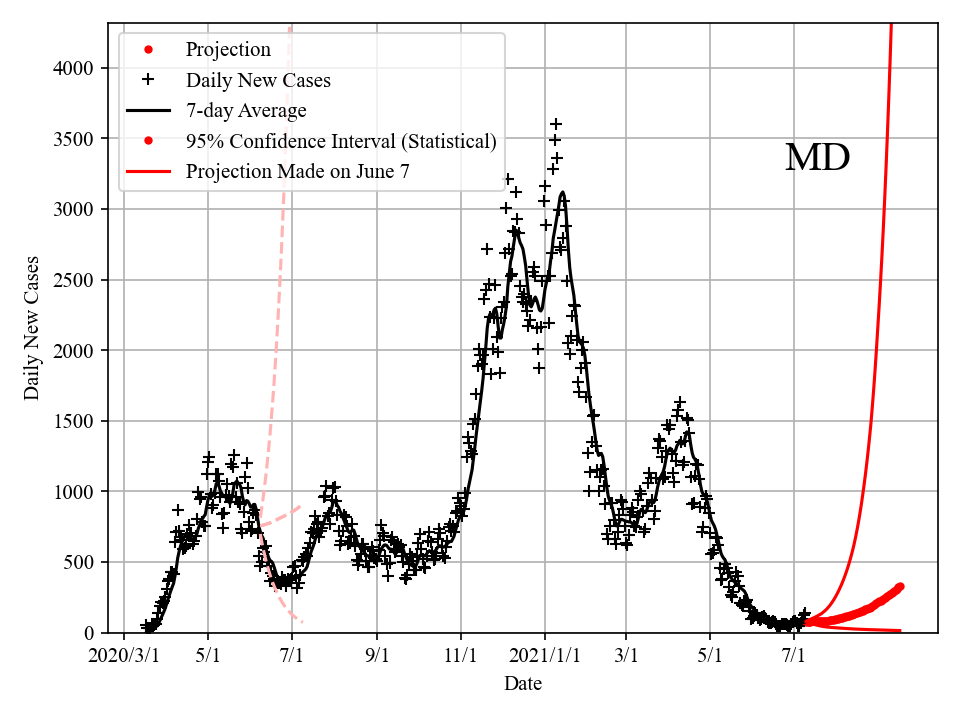 Projection
Daily New Cases
7-day Average
95% Confidence Interval (Statistical)
Projection Made on June 7
MD
4000
3500
3000
2500
2000
1500
1000
500
0
Daily New Cases
2020/3/1 5/1 7/1 9/1 11/1 2021/1/1 3/1 5/1 7/1
Date